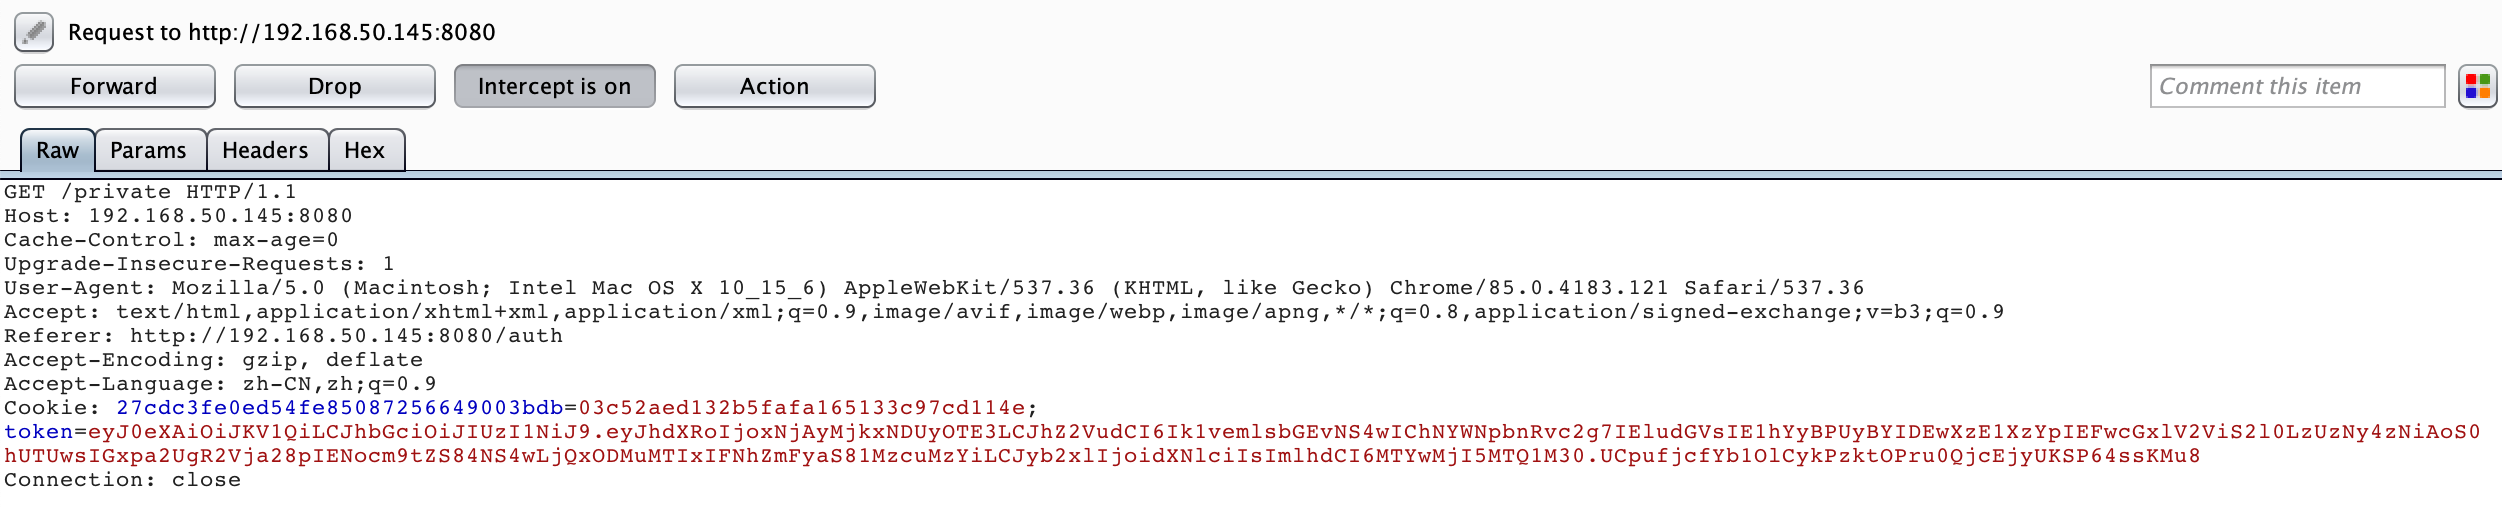 Request to http://192.168.50.145:8080
Forward
Drop
Intercept is on
Action
Comment this item
Raw
Params
Headers
Hex
GET /private HTTP/1.1
Host: 192.168.50.145:8080
Cache-Control: max-age=0
Upgrade-Insecure-Requests: 1
User-Agent: Mozilla/5.0 (Macintosh; Intel Mac OS X 10_15_6) AppleWebKit/537.36 (KHTML, like Gecko) Chrome/85.0.4183.121 Safari/537.36
Accept: text/html,application/xhtml+xml,application/xml;q=0.9,image/avif,image/webp,image/apng,*/*;q=0.8,application/signed-exchange;v=b3;q=0.9
Referer: http://192.168.50.145:8080/auth
Accept-Encoding: gzip, deflate
Accept-Language: zh-CN,zh;q=0.9
Cookie: 27cdc3fe0ed54fe85087256649003bdb=03c52aed132b5fafa165133c97cd114e;
token=eyJ0eXAiOiJKV1QiLCJhbGciOiJIUzI1NiJ9.eyJhdXRoIjoxNjAyMjkxNDUyOTE3LCJhZ2VudCI6Ik1vemlsbGEvNS4wIChNYWNpbnRvc2g7IEludGVsIE1hYyBPUyBYIDEwXzE1XzYpIEFwcGxlV2ViS2l0LzUzNy4zNiAoS0
hUTUwsIGxpa2UgR2Vja28pIENocm9tZS84NS4wLjQxODMuMTIxIFNhZmFyaS81MzcuMzYiLCJyb2xlIjoidXNlciIsImlhdCI6MTYwMjI5MTQ1M30.UCpufjcfYb1OlCykPzktOPru0QjcEjyUKSP64ssKMu8
Connection: close